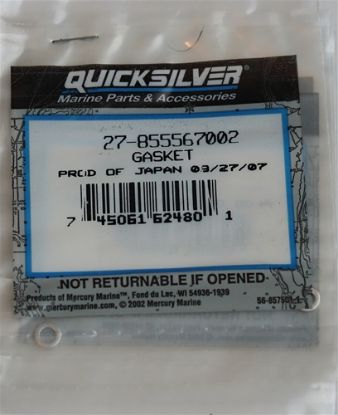 QUICKSILVER®
Marine Parts & Accessories
27-855567002
GASKET
PROD OF JAPAN 03/27/07
7 45061 62480 1
NOT RETURNABLE IF OPENED
Products of Mercury Marine™, Fond du Lac, WI 54936-1939
www.mercurymarine.com © 2002 Mercury Marine